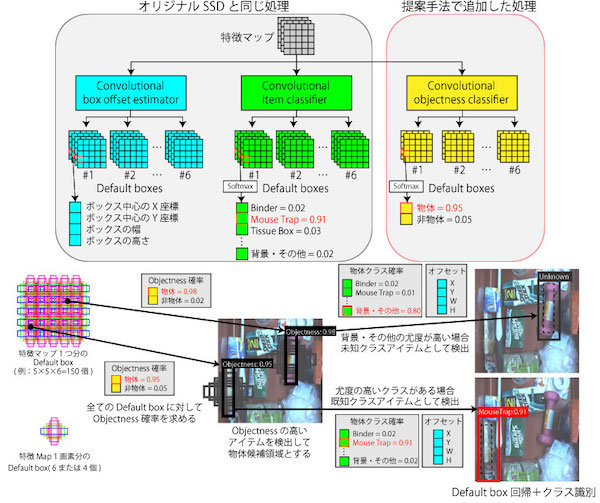 オリジナル SSD と同じ処理
提案手法で追加した処理
特徴マップ
Convolutional
box offset estimator
Convolutional
item classifier
Convolutional
objectness classifier
#1 #2 … #6
Default boxes
ボックス中心の X 座標
ボックス中心の Y 座標
ボックスの幅
ボックスの高さ
#1 #2 … #6
Softmax
Default boxes
Binder = 0.02
Mouse Trap = 0.91
Tissue Box = 0.03
背景・その他 = 0.02
#1 #2 … #6
Softmax
Default boxes
物体 = 0.95
非物体 = 0.05
特徴マップ 1 つ分の
Default box
( 例:5×5×6=150 個 )
Objectness 確率
物体 = 0.98
非物体 = 0.02
Objectness 確率
物体 = 0.95
非物体 = 0.05
全ての Default box に対して
Objectness 確率を求める
特徴 Map 1 画素分の
Default box( 6 または 4 個 )
Objectness: 0.98
Objectness: 0.95
Objectness の高い
アイテムを検出して
物体候補領域とする
物体クラス確率
Binder = 0.02
Mouse Trap = 0.01
背景・その他 = 0.80
オフセット
X
Y
W
H
背景・その他の尤度が高い場合
未知クラスアイテムとして検出
Unknown
尤度の高いクラスがある場合
既知クラスアイテムとして検出
物体クラス確率
Binder = 0.02
Mouse Trap = 0.91
背景・その他 = 0.02
オフセット
X
Y
W
H
MouseTrap:0.91
Default box 回帰+クラス識別